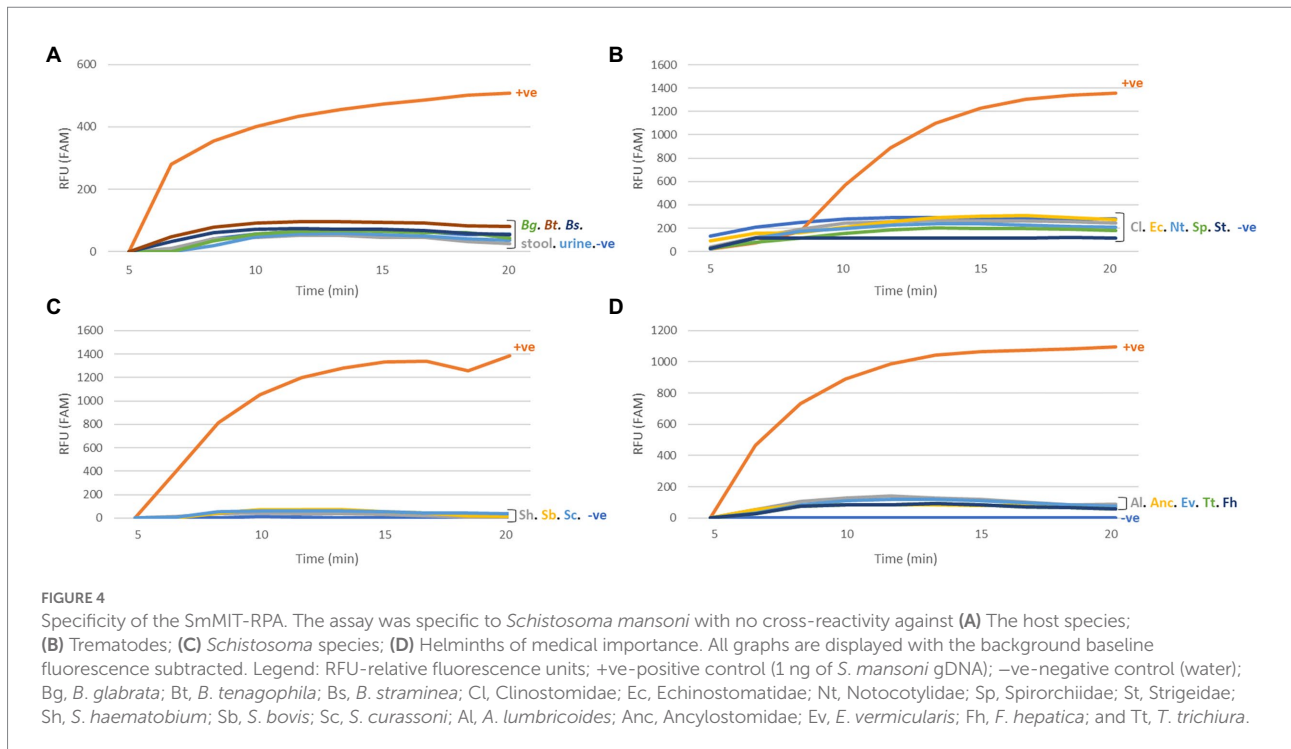 A
600
400
200
0
RFU (FAM)
5 10 15 20
Time (min)
+ve
Bg. Bt. Bs.
stool. urine.-ve
B
1600
1400
1200
1000
800
600
400
200
0
RFU (FAM)
5 10 15 20
Time (min)
+ve
Cl. Ec. Nt. Sp. St. -ve
C
1600
1400
1200
1000
800
600
400
200
0
RFU (FAM)
5 10 15 20
Time (min)
+ve
Sh. Sb. Sc. -ve
D
1200
1000
800
600
400
200
0
RFU (FAM)
5 10 15 20
Time (min)
+ve
Al. Anc. Ev. Tt. Fh
-ve
FIGURE 4
Specificity of the SmMIT-RPA. The assay was specific to Schistosoma mansoni with no cross-reactivity against (A) The host species;
(B) Trematodes; (C) Schistosoma species; (D) Helminths of medical importance. All graphs are displayed with the background baseline
fluorescence subtracted. Legend: RFU-relative fluorescence units; +ve-positive control (1 ng of S. mansoni gDNA); −ve-negative control (water);
Bg, B. glabrata; Bt, B. tenagophila; Bs, B. straminea; Cl, Clinostomidae; Ec, Echinostomatidae; Nt, Notocotylidae; Sp, Spirorchiidae; St, Strigeidae;
Sh, S. haematobium; Sb, S. bovis; Sc, S. curassoni; Al, A. lumbricoides; Anc, Ancylostomidae; Ev, E. vermicularis; Fh, F. hepatica; and Tt, T. trichiura.